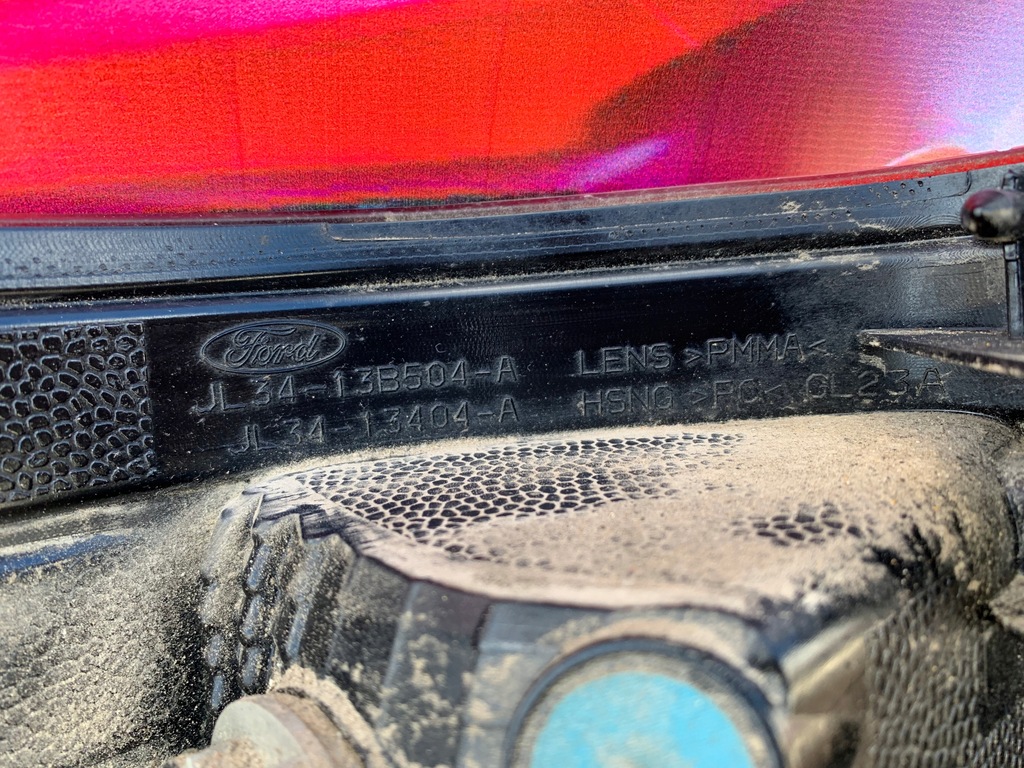 Ford
JL34-13B504-A LENS >PMMA<
JL34-13404-A HSNG >PC< GL23A